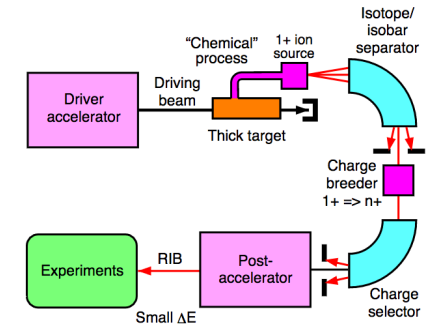 Isotope/
isobar
separator
1+ ion
source
“Chemical”
process
Driving
beam
Driver
accelerator
Thick target
Charge
breeder
1+ => n+
Experiments
RIB
Post-
accelerator
Small ΔE
Charge
selector